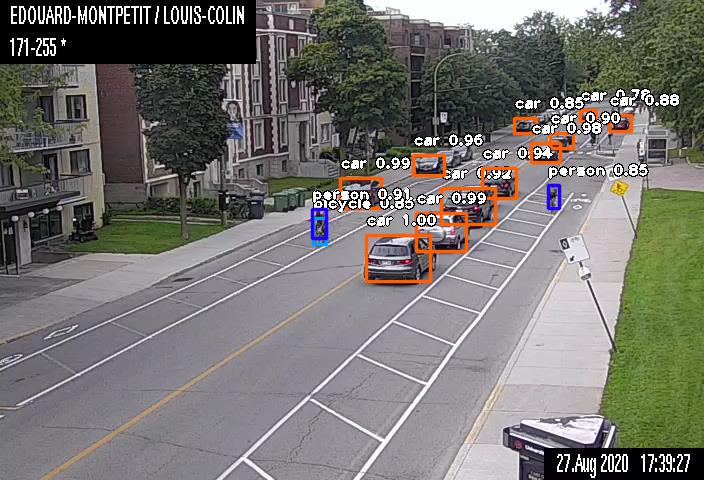 EDOUARD-MONTPETIT / LOUIS-COLIN
171-255 *
car 0.78
car 0.85
car 0.88
car 0.90
car 0.98
car 0.96
car 0.94
car 0.99
car 0.92
person 0.85
person 0.91
bicycle 0.85
car 0.99
car 1.00
27.Aug 2020 17:39:27